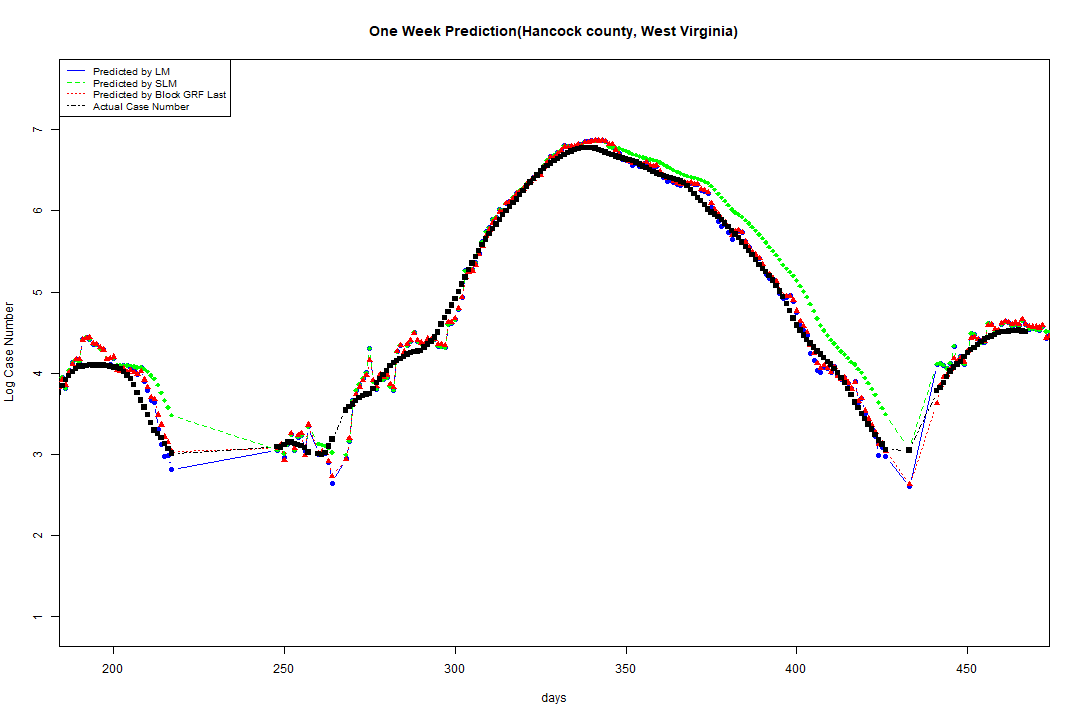 One Week Prediction(Hancock county, West Virginia)
Predicted by LM
Predicted by SLM
Predicted by Block GRF Last
Actual Case Number
Log Case Number
7
6
5
4
3
2
1
200
250
300
350
400
450
days